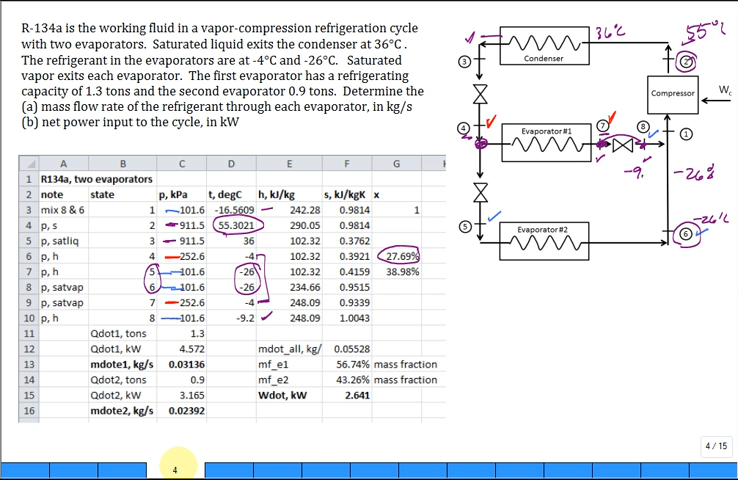 R-134a is the working fluid in a vapor-compression refrigeration cycle
with two evaporators.  Saturated liquid exits the condenser at 36°C.
The refrigerant in the evaporators are at -4°C and -26°C.   Saturated
vapor exits each evaporator.  The first evaporator has a refrigerating
capacity of 1.3 tons and the second evaporator 0.9 tons.  Determine the
(a) mass flow rate of the refrigerant through each evaporator, in kg/s
(b) net power input to the cycle, in kW
A B C D E F G H
1 R134a, two evaporators
2 note state p, kPa t, degC h, kJ/kg s, kJ/kgK x
3 mix 8 & 6 1 101.6 -16.5609 242.28 0.9814 1
4 p, s 2 911.5 55.3021 290.05 0.9814
5 p, satliq 3 911.5 36 102.32 0.3762
6 p, h 4 252.6 -4 102.32 0.3921 27.69%
7 p, h 5 101.6 -26 102.32 0.4159 38.98%
8 p, satvap 6 101.6 -26 234.66 0.9515
9 p, satvap 7 252.6 -4 248.09 0.9339
10 p, h 8 101.6 -9.2 248.09 1.0043
11 Qdot1, tons 1.3
12 Qdot1, kW 4.572 mdot_all, kg/ 0.05528
13 mdote1, kg/s 0.03136 mf_e1 56.74% mass fraction
14 Qdot2, tons 0.9 mf_e2 43.26% mass fraction
15 Qdot2, kW 3.165 Wdot, kW 2.641
16 mdote2, kg/s 0.02392
36°C
55°C
Condenser
3
2
Compressor
Wc
4
Evaporator#1
7
8
1
-9.
-26
-26°C
5
Evaporator#2
6
4 / 15
4